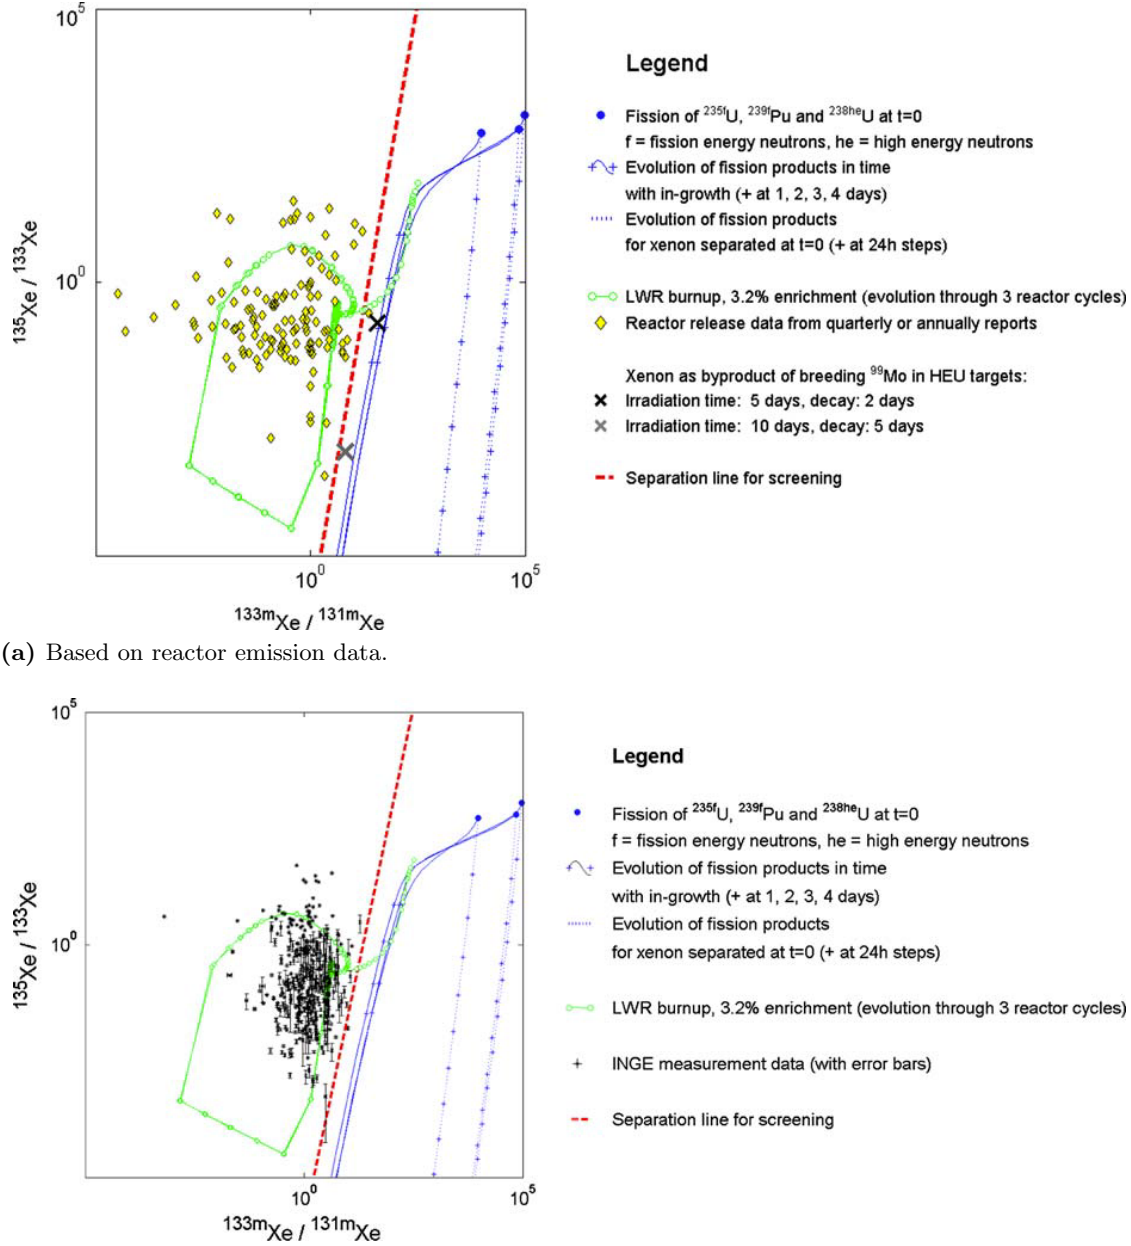 10⁵
10⁰
¹³⁵Xe / ¹³³Xe
10⁰
10⁵
¹³³ᵐXe / ¹³¹ᵐXe
Legend
Fission of ²³⁵ᶠU, ²³⁹ᶠPu and ²³⁸ʰᵉU at t=0
f = fission energy neutrons, he = high energy neutrons
Evolution of fission products in time
with in-growth (+ at 1, 2, 3, 4 days)
Evolution of fission products
for xenon separated at t=0 (+ at 24h steps)
LWR burnup, 3.2% enrichment (evolution through 3 reactor cycles)
Reactor release data from quarterly or annually reports
Xenon as byproduct of breeding ⁹⁹Mo in HEU targets:
Irradiation time: 5 days, decay: 2 days
Irradiation time: 10 days, decay: 5 days
Separation line for screening
(a) Based on reactor emission data.
10⁵
10⁰
¹³⁵Xe / ¹³³Xe
10⁰
10⁵
¹³³ᵐXe / ¹³¹ᵐXe
Legend
Fission of ²³⁵ᶠU, ²³⁹ᶠPu and ²³⁸ʰᵉU at t=0
f = fission energy neutrons, he = high energy neutrons
Evolution of fission products in time
with in-growth (+ at 1, 2, 3, 4 days)
Evolution of fission products
for xenon separated at t=0 (+ at 24h steps)
LWR burnup, 3.2% enrichment (evolution through 3 reactor cycles)
INGE measurement data (with error bars)
Separation line for screening